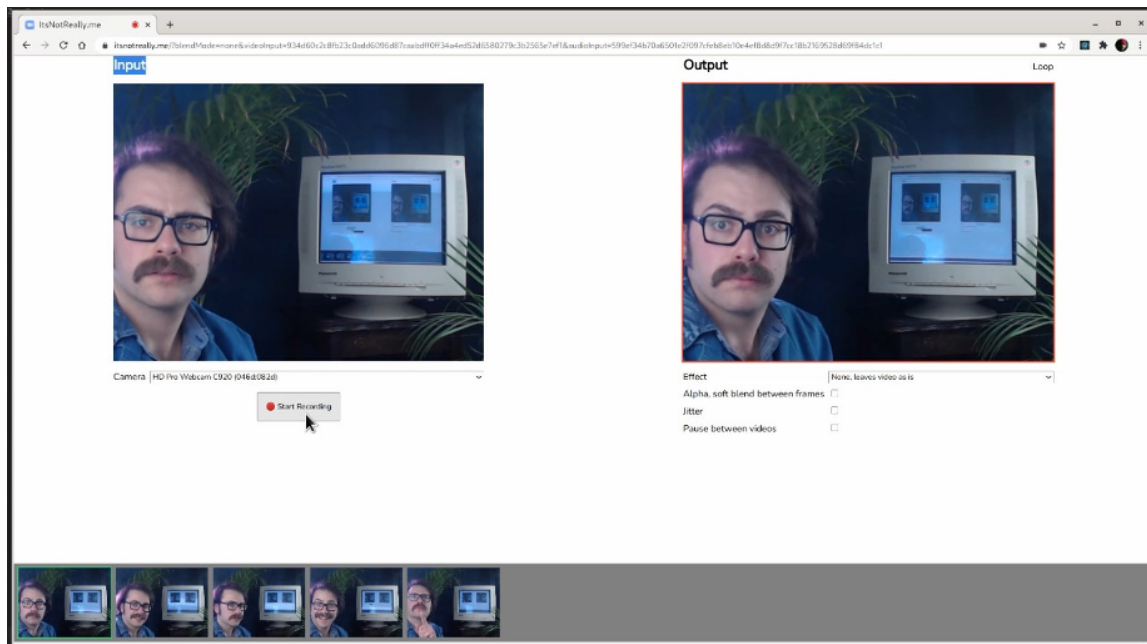 ItsNotReally.me
Input
Output
Loop
Camera HD Pro Webcam C920 (046d:082d)
Start Recording
Effect None, leaves video as is
Alpha, soft blend between frames
Jitter
Pause between videos